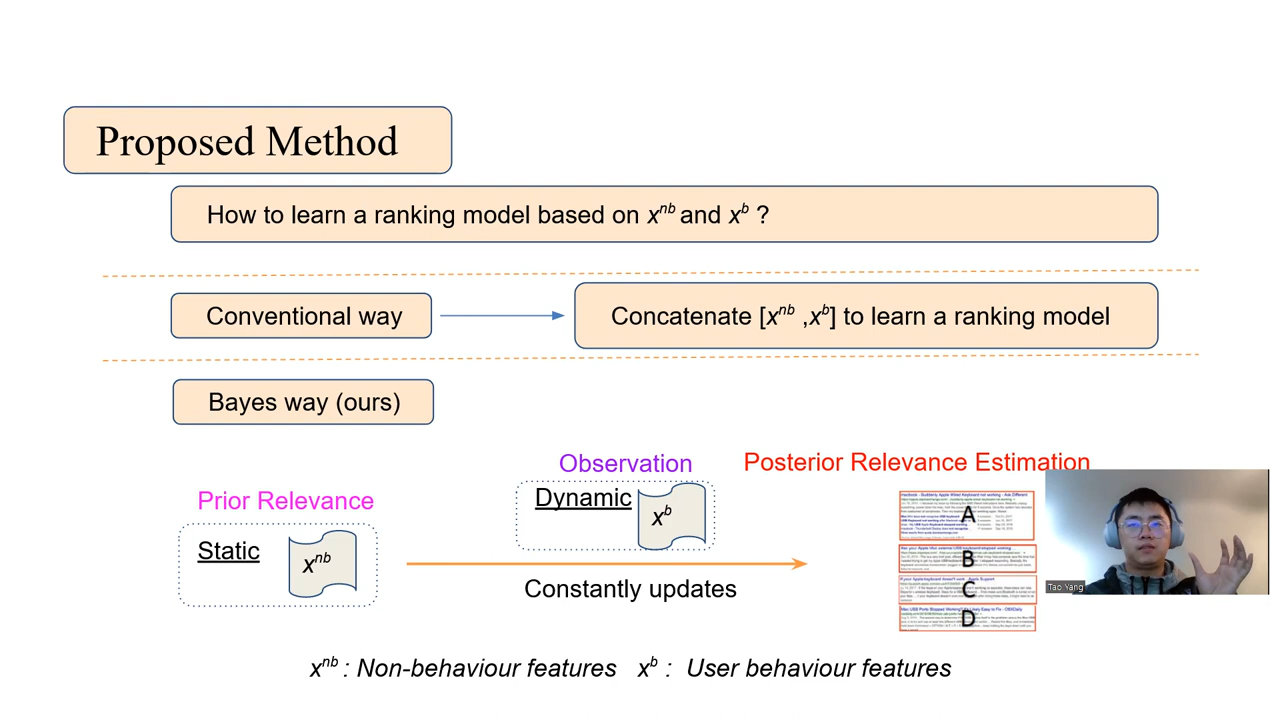 Proposed Method
How to learn a ranking model based on x^nb and x^b ?
Conventional way
Concatenate [x^nb ,x^b] to learn a ranking model
Bayes way (ours)
Observation
Posterior Relevance Estimation
Prior Relevance
Dynamic
x^b
Static
x^nb
Constantly updates
A
B
C
D
Tao Yang
x^nb : Non-behaviour features x^b : User behaviour features